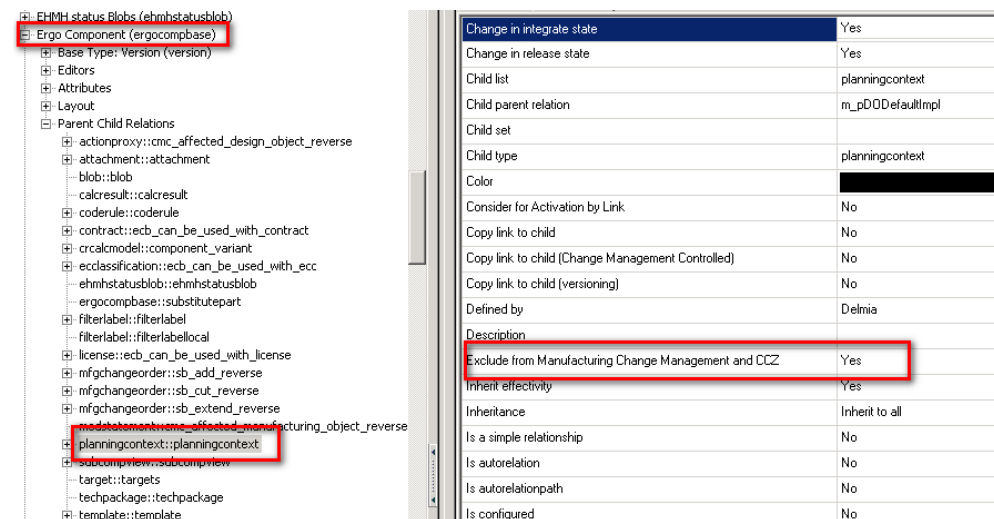 EHMH status Blobs (ehmhstatusblob)
Ergo Component (ergocompbase)
Base Type: Version (version)
Editors
Attributes
Layout
Parent Child Relations
actionproxy::cmc_affected_design_object_reverse
attachment::attachment
blob::blob
calcresult::calcresult
coderule::coderule
contract::ecb_can_be_used_with_contract
crcalcmodel::component_variant
ecclassification::ecb_can_be_used_with_ecc
ehmhstatusblob::ehmhstatusblob
ergocompbase::substitutepart
filterlabel::filterlabel
filterlabel::filterlabellocal
license::ecb_can_be_used_with_license
mfgchangeorder::sb_add_reverse
mfgchangeorder::sb_cut_reverse
mfgchangeorder::sb_extend_reverse
modstatement::cmc_affected_manufacturing_object_reverse
planningcontext::planningcontext
subcompview::subcompview
target::targets
techpackage::techpackage
template::template
Change in integrate state Yes
Change in release state Yes
Child list planningcontext
Child parent relation m_pDODefaultImpl
Child set
Child type planningcontext
Color
Consider for Activation by Link No
Copy link to child No
Copy link to child (Change Management Controlled) No
Copy link to child (versioning) No
Defined by Delmia
Description
Exclude from Manufacturing Change Management and CCZ Yes
Inherit effectivity Yes
Inheritance Inherit to all
Is a simple relationship No
Is autorelation No
Is autorelationpath No
Is configured No